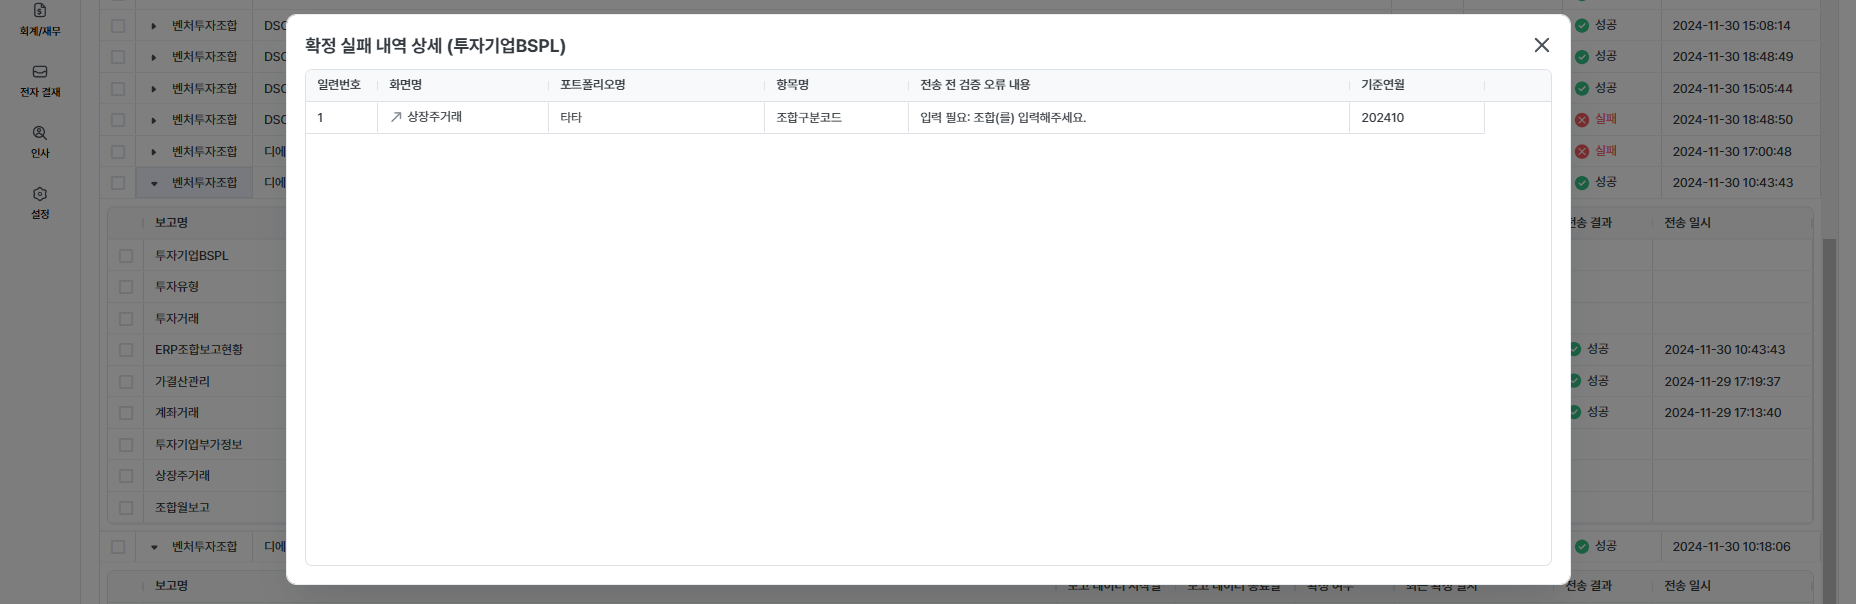 회계/재무
전자 결재
인사
설정
벤처투자조합 DSC 성공 2024-11-30 15:08:14
벤처투자조합 DSC 성공 2024-11-30 18:48:49
벤처투자조합 DSC 성공 2024-11-30 15:05:44
벤처투자조합 DSC 실패 2024-11-30 18:48:50
벤처투자조합 디에 실패 2024-11-30 17:00:48
벤처투자조합 디에 성공 2024-11-30 10:43:43
보고명 전송 결과 전송 일시
투자기업BSPL
투자유형
투자거래
ERP조합보고현황 성공 2024-11-30 10:43:43
가결산관리 성공 2024-11-29 17:19:37
계좌거래 성공 2024-11-29 17:13:40
투자기업부가정보
상장주거래
조합월보고
벤처투자조합 디에 성공 2024-11-30 10:18:06
보고명 전송 결과 전송 일시
확정 실패 내역 상세 (투자기업BSPL)
일련번호 화면명 포트폴리오명 항목명 전송 전 검증 오류 내용 기준연월
1 상장주거래 타타 조합구분코드 입력 필요: 조합(를) 입력해주세요. 202410